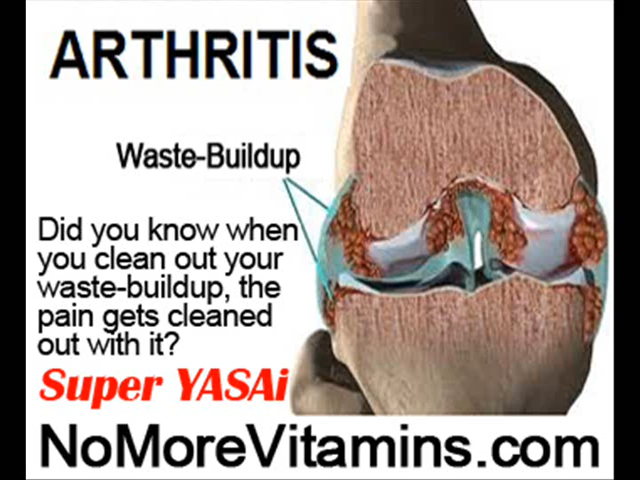 ARTHRITIS
Waste-Buildup
Did you know when
you clean out your
waste-buildup, the
pain gets cleaned
out with it?
Super YASAi
NoMoreVitamins.com